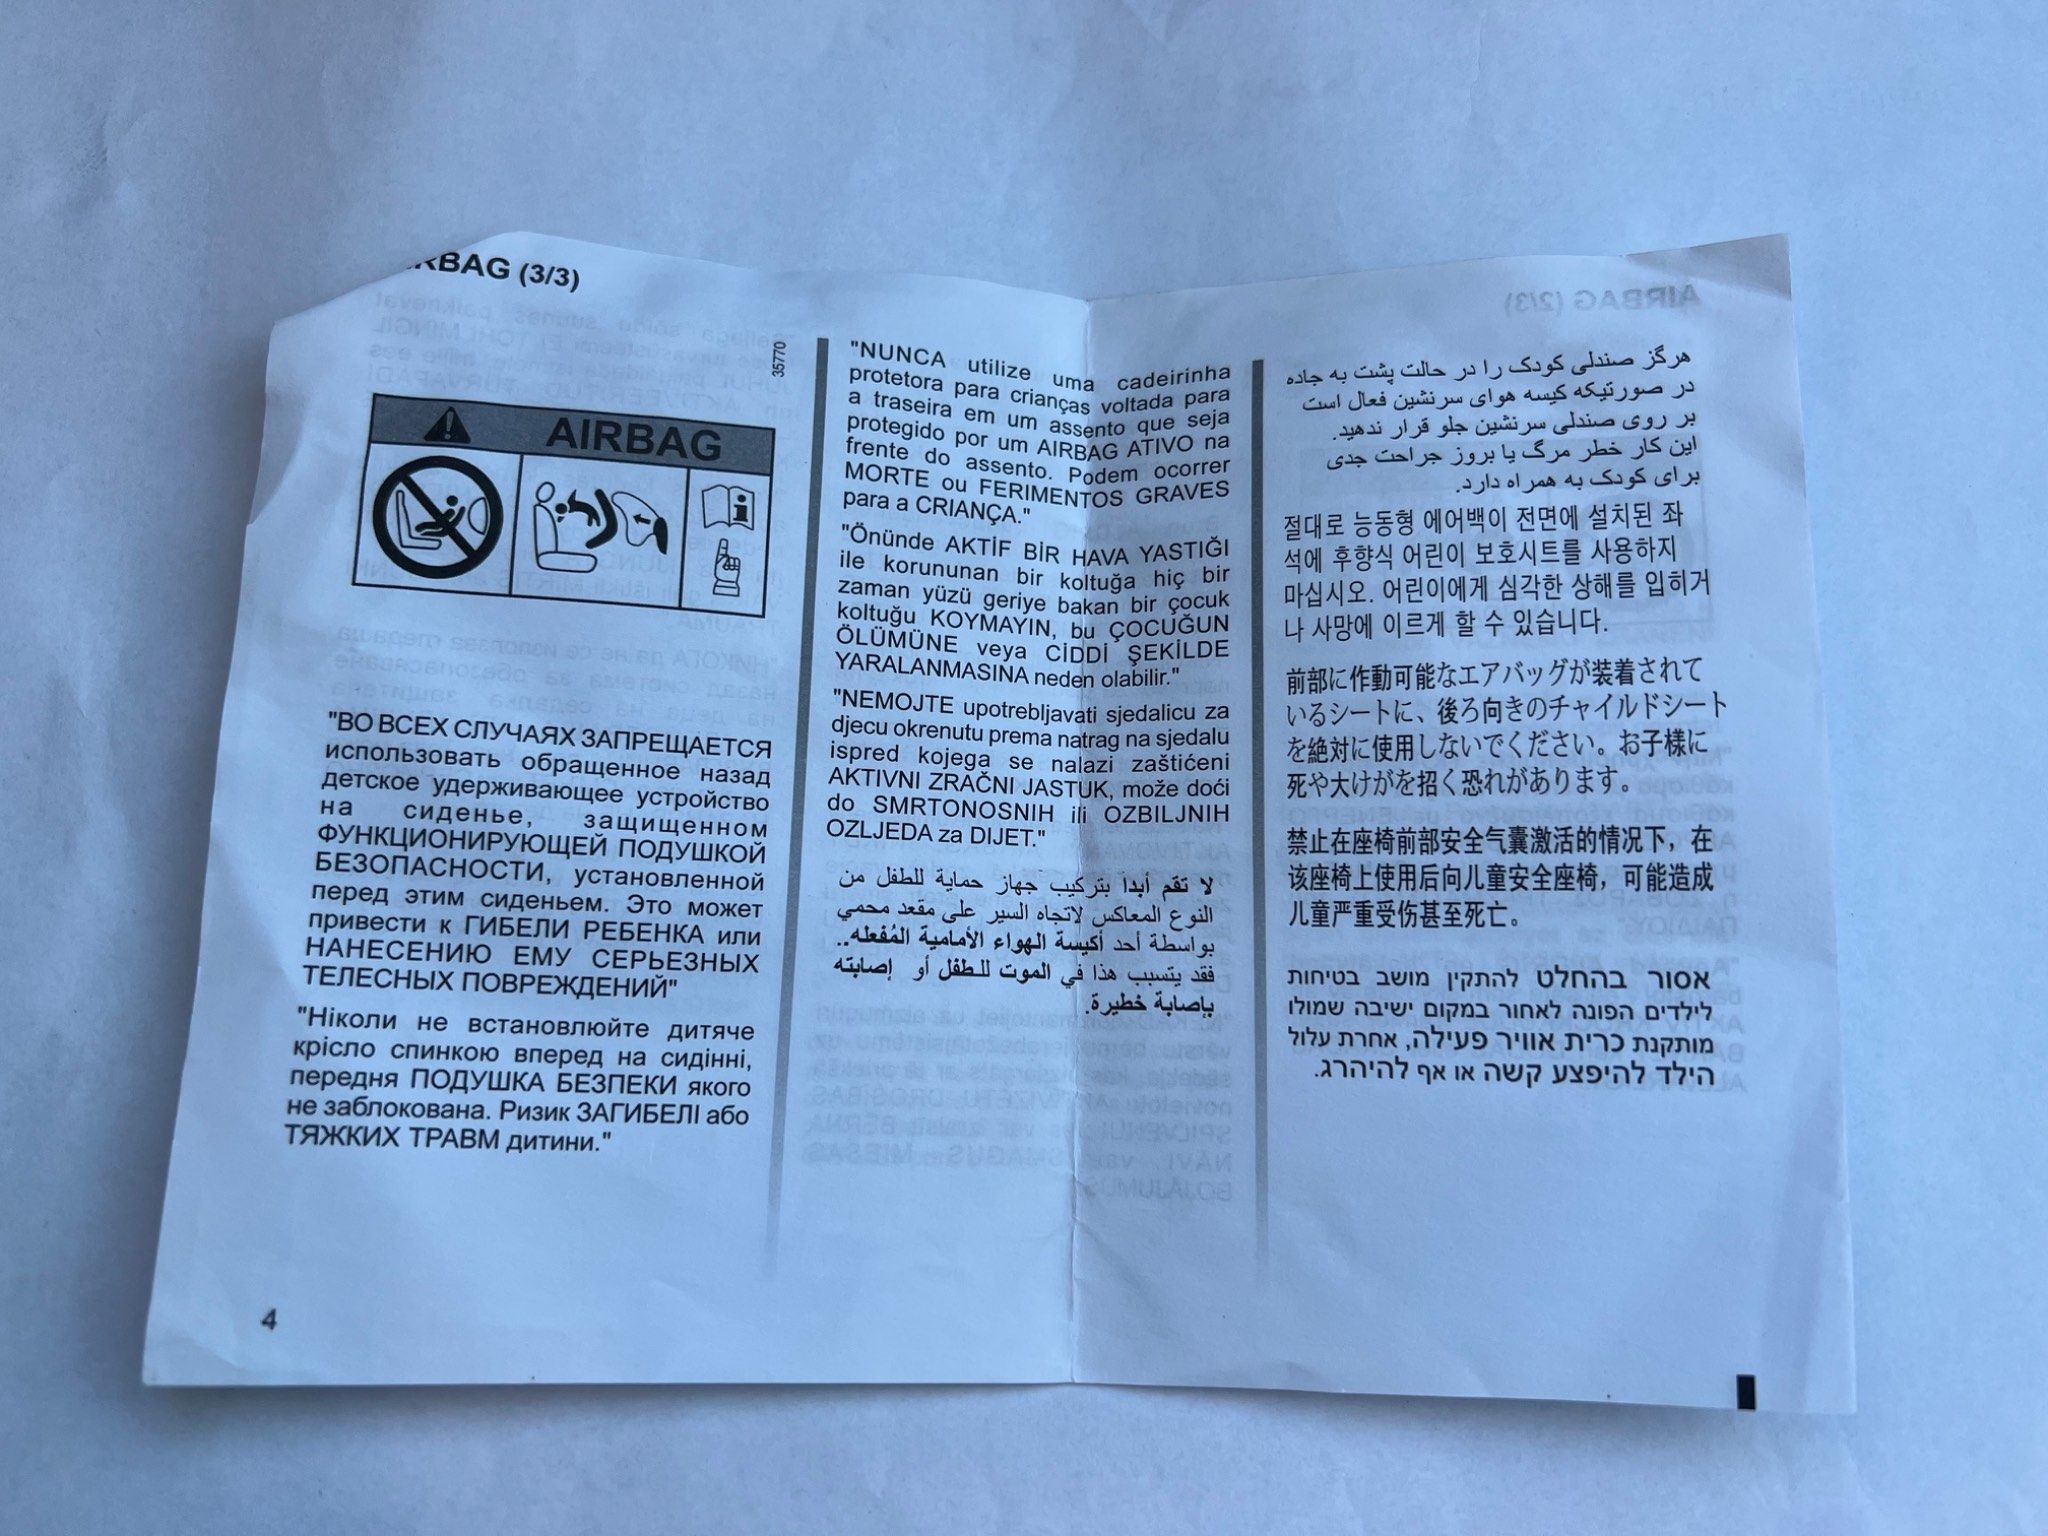 RBAG (3/3)
35770
AIRBAG
"ВО ВСЕХ СЛУЧАЯХ ЗАПРЕЩАЕТСЯ
использовать обращенное назад
детское удерживающее устройство
на сиденье, защищенном
ФУНКЦИОНИРУЮЩЕЙ ПОДУШКОЙ
БЕЗОПАСНОСТИ, установленной
перед этим сиденьем. Это может
привести к ГИБЕЛИ РЕБЕНКА или
НАНЕСЕНИЮ ЕМУ СЕРЬЕЗНЫХ
ТЕЛЕСНЫХ ПОВРЕЖДЕНИЙ"
"Ніколи не встановлюйте дитяче
крісло спинкою вперед на сидінні,
передня ПОДУШКА БЕЗПЕКИ якого
не заблокована. Ризик ЗАГИБЕЛІ або
ТЯЖКИХ ТРАВМ дитини."
4
"NUNCA utilize uma cadeirinha
protetora para crianças voltada para
a traseira em um assento que seja
protegido por um AIRBAG ATIVO na
frente do assento. Podem ocorrer
MORTE ou FERIMENTOS GRAVES
para a CRIANÇA."
"Önünde AKTİF BİR HAVA YASTIĞI
ile korununan bir koltuğa hiç bir
zaman yüzü geriye bakan bir çocuk
koltuğu KOYMAYIN, bu ÇOCUĞUN
ÖLÜMÜNE veya CİDDİ ŞEKİLDE
YARALANMASINA neden olabilir."
"NEMOJTE upotrebljavati sjedalicu za
djecu okrenutu prema natrag na sjedalu
ispred kojega se nalazi zaštićeni
AKTIVNI ZRAČNI JASTUK, može doći
do SMRTONOSNIH ili OZBILJNIH
OZLJEDA za DIJET."
لا تقم أبدا بتركيب جهاز حماية للطفل من
النوع المعاكس لاتجاه السير على مقعد محمي
بواسطة أحد أكيسة الهواء الأمامية المُفعله..
فقد يتسبب هذا في الموت للطفل أو إصابته
بإصابة خطيرة.
هرگز صندلی کودک را در حالت پشت به جاده
در صورتیکه کیسه هوای سرنشین فعال است
بر روی صندلی سرنشین جلو قرار ندهید.
این کار خطر مرگ یا بروز جراحت جدی
برای کودک به همراه دارد.
절대로 능동형 에어백이 전면에 설치된 좌
석에 후향식 어린이 보호시트를 사용하지
마십시오. 어린이에게 심각한 상해를 입히거
나 사망에 이르게 할 수 있습니다.
前部に作動可能なエアバッグが装着されて
いるシートに、後ろ向きのチャイルドシート
を絶対に使用しないでください。お子様に
死や大けがを招く恐れがあります。
禁止在座椅前部安全气囊激活的情况下，在
该座椅上使用后向儿童安全座椅，可能造成
儿童严重受伤甚至死亡。
אסור בהחלט להתקין מושב בטיחות
לילדים הפונה לאחור במקום ישיבה שמולו
מותקנת כרית אוויר פעילה, אחרת עלול
הילד להיפצע קשה או אף להיהרג.